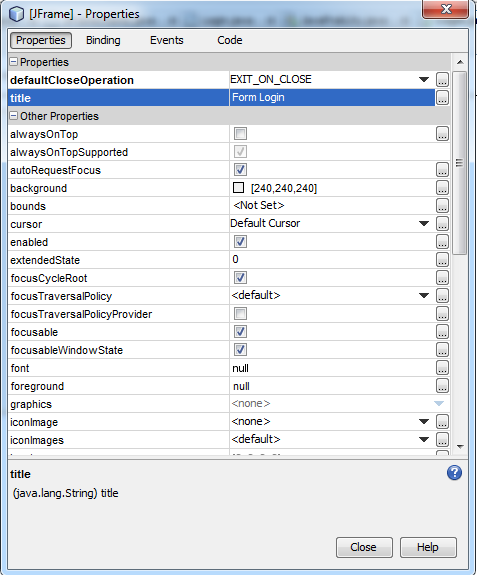 [JFrame] - Properties
Properties Binding Events Code
Properties
defaultCloseOperation EXIT_ON_CLOSE
title Form Login
Other Properties
alwaysOnTop
alwaysOnTopSupported
autoRequestFocus
background [240,240,240]
bounds <Not Set>
cursor Default Cursor
enabled
extendedState 0
focusCycleRoot
focusTraversalPolicy <default>
focusTraversalPolicyProvider
focusable
focusableWindowState
font null
foreground null
graphics <none>
iconImage <none>
iconImages <default>
title
(java.lang.String) title
Close Help